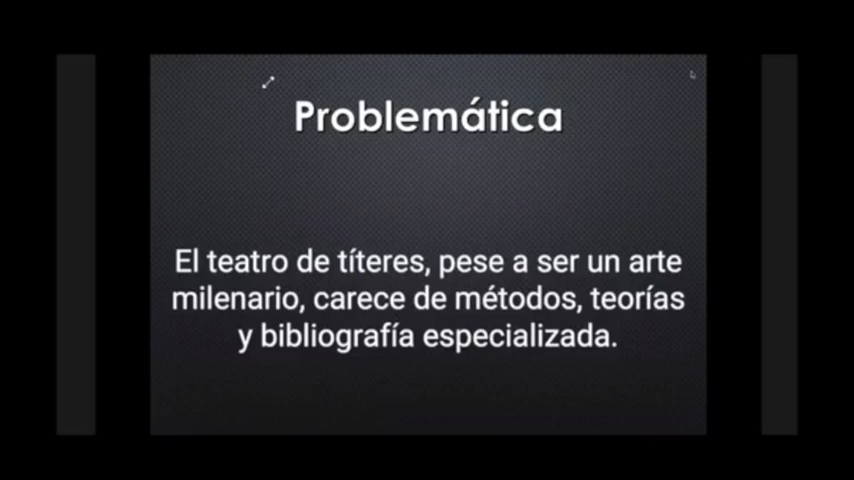 Problemática
El teatro de títeres, pese a ser un arte
milenario, carece de métodos, teorías
y bibliografía especializada.